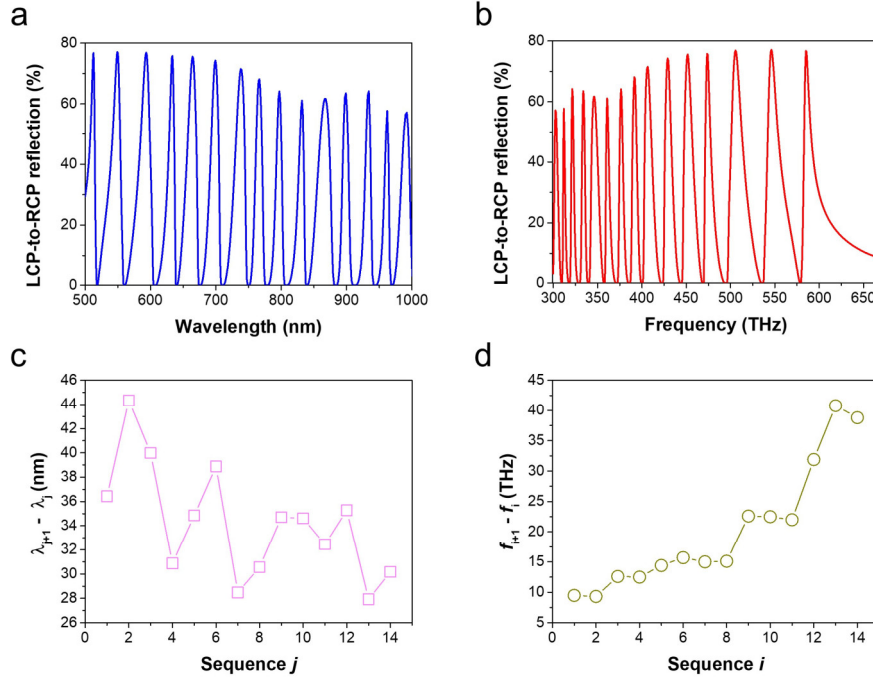 a
80
60
40
20
0
LCP-to-RCP reflection (%)
500 600 700 800 900 1000
Wavelength (nm)
b
80
60
40
20
0
LCP-to-RCP reflection (%)
300 350 400 450 500 550 600 650
Frequency (THz)
c
46
44
42
40
38
36
34
32
30
28
26
λj+1 - λj (nm)
0 2 4 6 8 10 12 14
Sequence j
d
45
40
35
30
25
20
15
10
5
fi+1 - fi (THz)
0 2 4 6 8 10 12 14
Sequence i